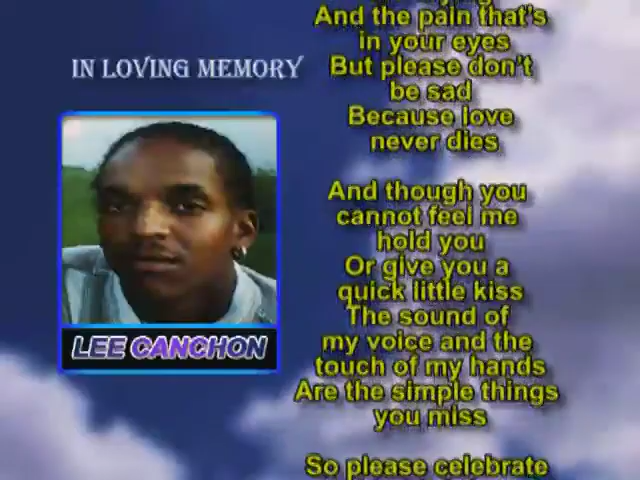 IN LOVING MEMORY
LEE CANCHON
And the pain that's
in your eyes
But please don't
be sad
Because love
never dies
And though you
cannot feel me
hold you
Or give you a
quick little kiss
The sound of
my voice and the
touch of my hands
Are the simple things
you miss
So please celebrate